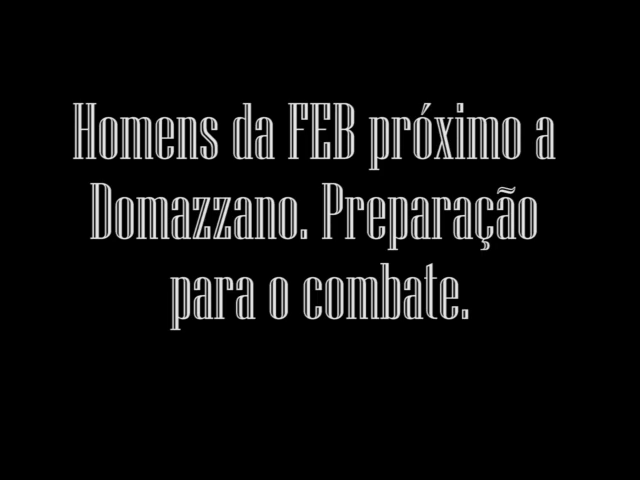 Homens da FEB próximo a
Domazzano. Preparação
para o combate.